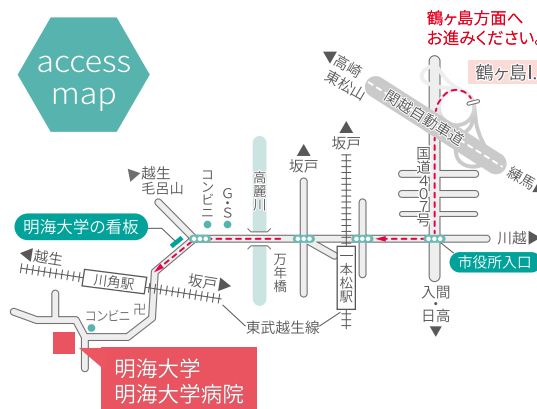 access
map
鶴ヶ島方面へ
お進みください。
鶴ヶ島I.
高崎
東松山
関越自動車道
練馬
国道407号
坂戸
坂戸
越生
毛呂山
コンビニ
G・S
高麗川
明海大学の看板
川越
市役所入口
万年橋
一本松駅
入間
・
日高
越生
川角駅
坂戸
コンビニ
卍
東武越生線
明海大学
明海大学病院